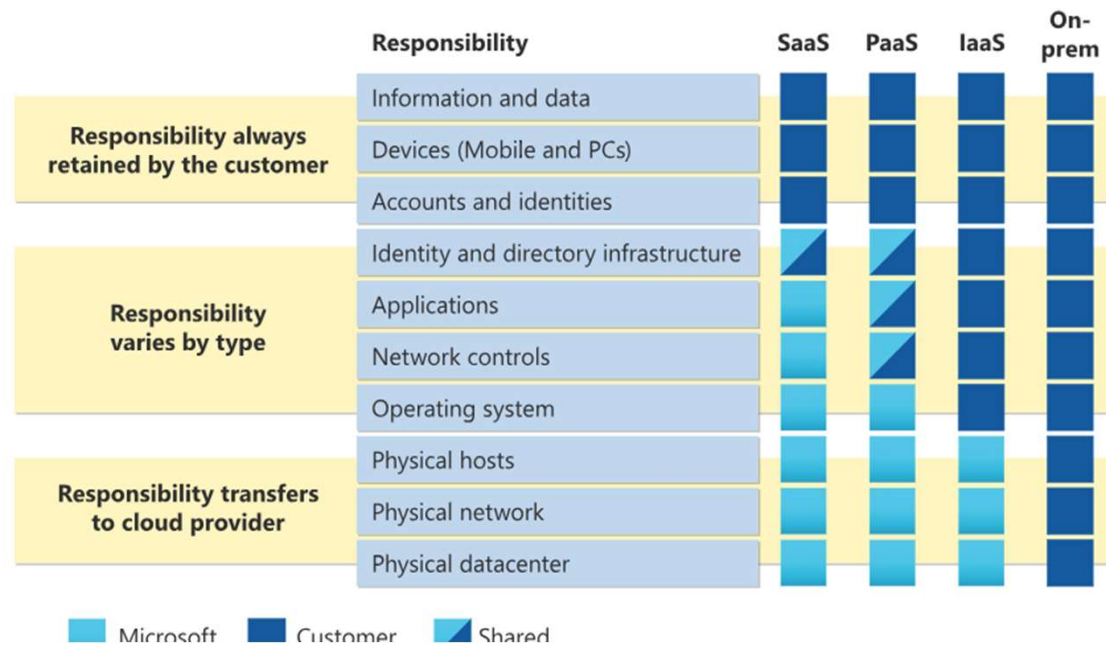 Responsibility SaaS PaaS IaaS On-
prem
Responsibility always
retained by the customer
Information and data
Devices (Mobile and PCs)
Accounts and identities
Responsibility
varies by type
Identity and directory infrastructure
Applications
Network controls
Operating system
Responsibility transfers
to cloud provider
Physical hosts
Physical network
Physical datacenter
Microsoft Customer Shared